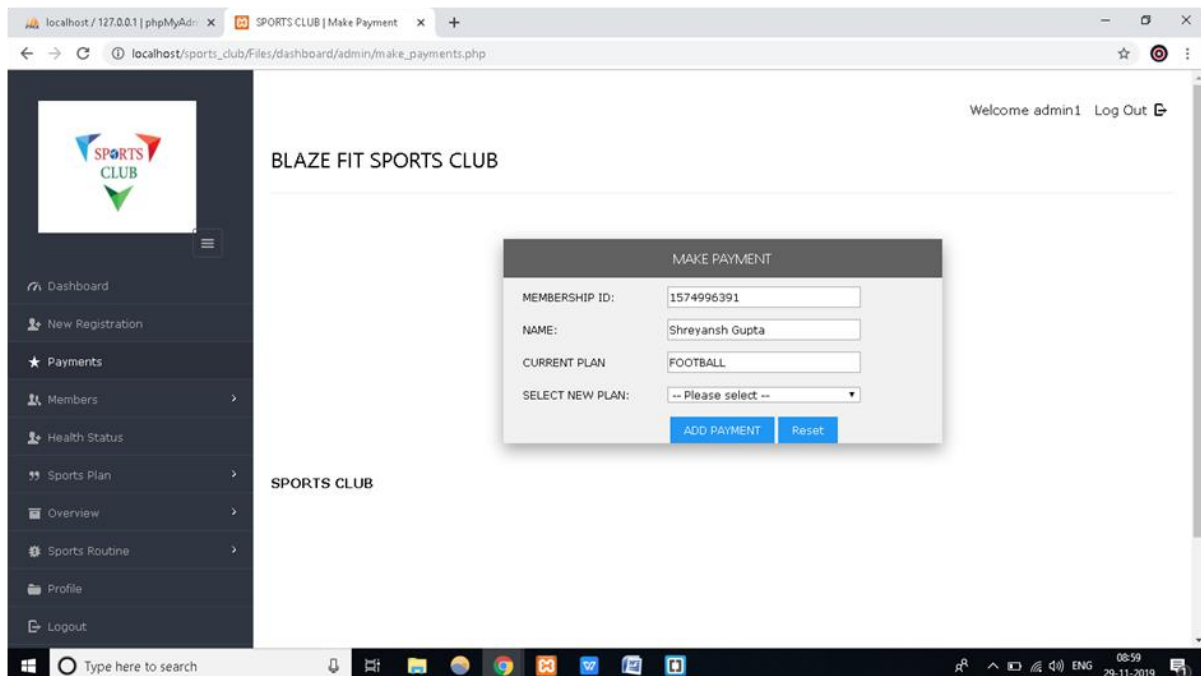 localhost / 127.0.0.1 | phpMyAdn
SPORTS CLUB | Make Payment
localhost/sports_club/Files/dashboard/admin/make_payments.php
SPORTS
CLUB
Welcome admin1 Log Out
BLAZE FIT SPORTS CLUB
Dashboard
New Registration
Payments
Members
Health Status
Sports Plan
Overview
Sports Routine
Profile
Logout
MAKE PAYMENT
MEMBERSHIP ID: 1574996391
NAME: Shreyansh Gupta
CURRENT PLAN FOOTBALL
SELECT NEW PLAN: -- Please select --
ADD PAYMENT Reset
SPORTS CLUB
Type here to search
ENG
08:59
29-11-2019